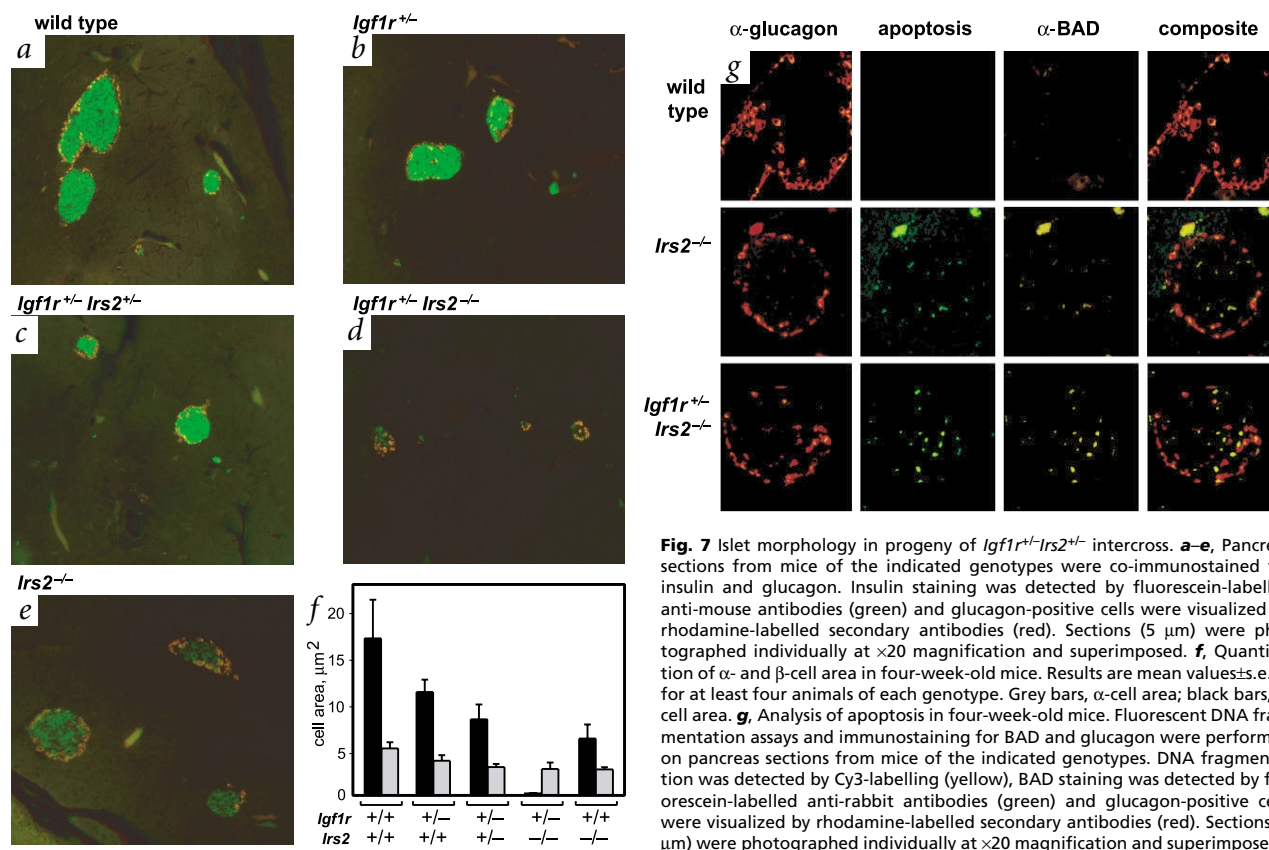 wild type
a
Igf1r +/–
b
Igf1r +/– Irs2 +/–
c
Igf1r +/– Irs2 –/–
d
Irs2 –/–
e
f
cell area, μm2
20
15
10
5
0
Igf1r +/+ +/– +/– +/– +/+
Irs2 +/+ +/+ +/– –/– –/–
α-glucagon apoptosis α-BAD composite
g
wild
type
Irs2 –/–
Igf1r +/–
Irs2 –/–
Fig. 7 Islet morphology in progeny of Igf1r+/–Irs2+/– intercross. a–e, Pancre
sections from mice of the indicated genotypes were co-immunostained
insulin and glucagon. Insulin staining was detected by fluorescein-labell
anti-mouse antibodies (green) and glucagon-positive cells were visualized
rhodamine-labelled secondary antibodies (red). Sections (5 μm) were ph
tographed individually at ×20 magnification and superimposed. f, Quanti
tion of α- and β-cell area in four-week-old mice. Results are mean values±s.e.
for at least four animals of each genotype. Grey bars, α-cell area; black bars,
cell area. g, Analysis of apoptosis in four-week-old mice. Fluorescent DNA fra
mentation assays and immunostaining for BAD and glucagon were perform
on pancreas sections from mice of the indicated genotypes. DNA fragment
tion was detected by Cy3-labelling (yellow), BAD staining was detected by f
orescein-labelled anti-rabbit antibodies (green) and glucagon-positive ce
were visualized by rhodamine-labelled secondary antibodies (red). Sections
μm) were photographed individually at ×20 magnification and superimpose